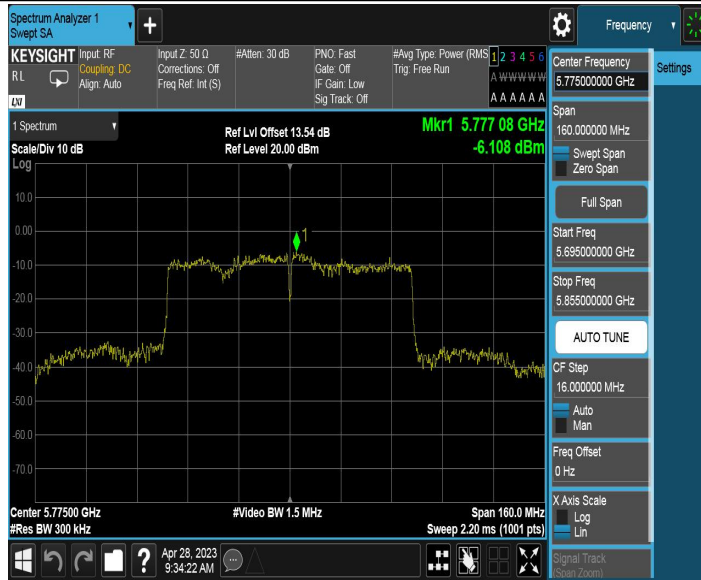 Spectrum Analyzer 1
Swept SA
Frequency
KEYSIGHT
RL
LXI
Input: RF
Coupling: DC
Align: Auto
Input Z: 50 Ω
Corrections: Off
Freq Ref: Int (S)
#Atten: 30 dB
PNO: Fast
Gate: Off
IF Gain: Low
Sig Track: Off
#Avg Type: Power (RMS
Trig: Free Run
1 2 3 4 5 6
A W W W W W
A A A A A A
1 Spectrum
Scale/Div 10 dB
Log
Ref Lvl Offset 13.54 dB
Ref Level 20.00 dBm
Mkr1 5.777 08 GHz
-6.108 dBm
1
10.0
0.00
-10.0
-20.0
-30.0
-40.0
-50.0
-60.0
-70.0
Center 5.77500 GHz
#Res BW 300 kHz
#Video BW 1.5 MHz
Span 160.0 MHz
Sweep 2.20 ms (1001 pts)
Apr 28, 2023
9:34:22 AM
Center Frequency
5.775000000 GHz
Span
160.000000 MHz
Swept Span
Zero Span
Full Span
Start Freq
5.695000000 GHz
Stop Freq
5.855000000 GHz
AUTO TUNE
CF Step
16.000000 MHz
Auto
Man
Freq Offset
0 Hz
X Axis Scale
Log
Lin
Signal Track
(Span Zoom)
Settings